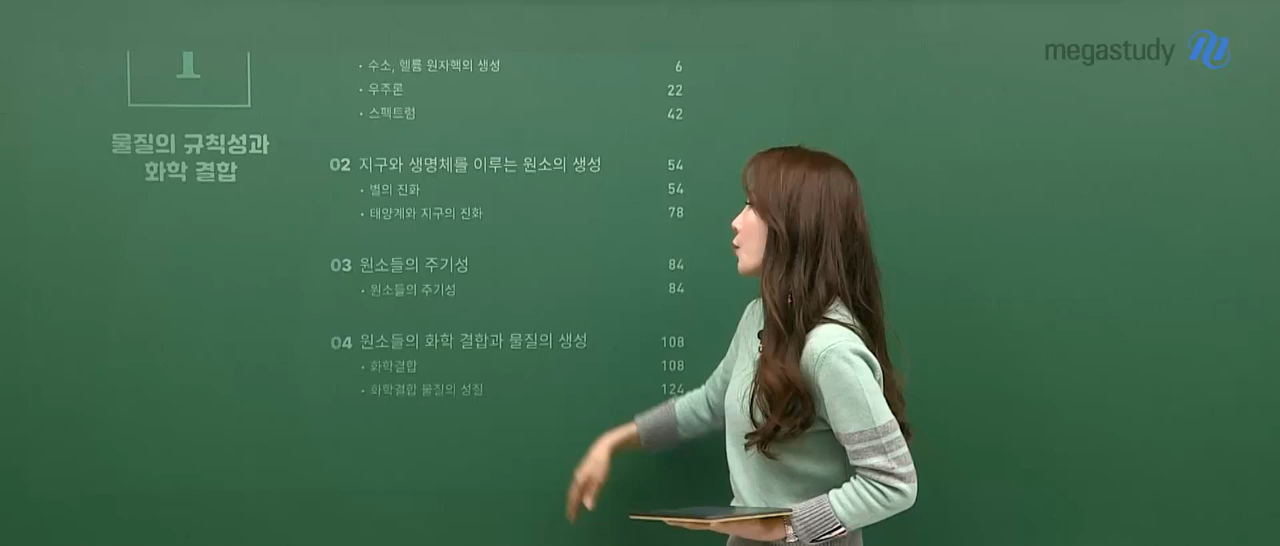 megastudy
1
물질의 규칙성과
화학 결합
• 수소, 헬륨 원자핵의 생성 6
• 우주론 22
• 스펙트럼 42
02 지구와 생명체를 이루는 원소의 생성 54
• 별의 진화 54
• 태양계와 지구의 진화 78
03 원소들의 주기성 84
• 원소들의 주기성 84
04 원소들의 화학 결합과 물질의 생성 108
• 화학결합 108
• 화학결합 물질의 성질 124